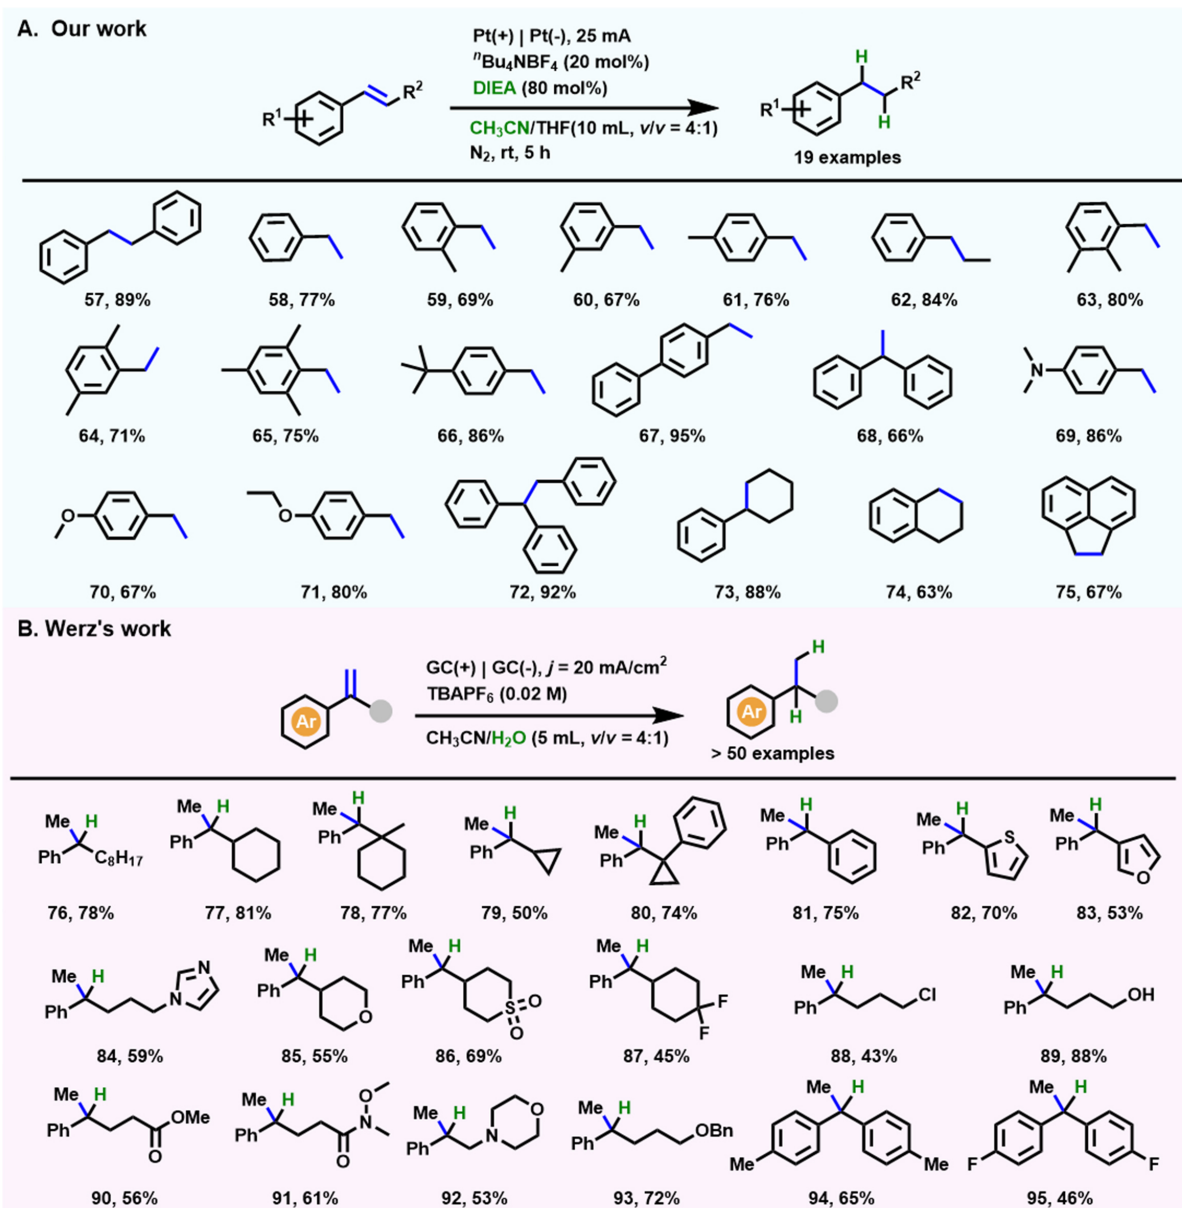 A. Our work
Pt(+) | Pt(-), 25 mA
ⁿBu₄NBF₄ (20 mol%)
DIEA (80 mol%)
CH₃CN/THF(10 mL, v/v = 4:1)
N₂, rt, 5 h
R¹ R²
H
R¹ R²
H
19 examples
57, 89% 58, 77% 59, 69% 60, 67% 61, 76% 62, 84% 63, 80%
N
64, 71% 65, 75% 66, 86% 67, 95% 68, 66% 69, 86%
O O
70, 67% 71, 80% 72, 92% 73, 88% 74, 63% 75, 67%
B. Werz's work
GC(+) | GC(-), j = 20 mA/cm²
TBAPF₆ (0.02 M)
CH₃CN/H₂O (5 mL, v/v = 4:1)
Ar
H
Ar
H
> 50 examples
Me H Ph C₈H₁₇
Me H Ph
Me H Ph
Me H Ph
Me H Ph
Me H Ph
Me H Ph S
Me H Ph O
76, 78% 77, 81% 78, 77% 79, 50% 80, 74% 81, 75% 82, 70% 83, 53%
Me H Ph N N
Me H Ph O
Me H Ph S O O
Me H Ph F F
Me H Ph Cl
Me H Ph OH
84, 59% 85, 55% 86, 69% 87, 45% 88, 43% 89, 88%
Me H Ph OMe O
Me H Ph O N O
Me H Ph N O
Me H Ph OBn
Me H Me Me
Me H F F
90, 56% 91, 61% 92, 53% 93, 72% 94, 65% 95, 46%